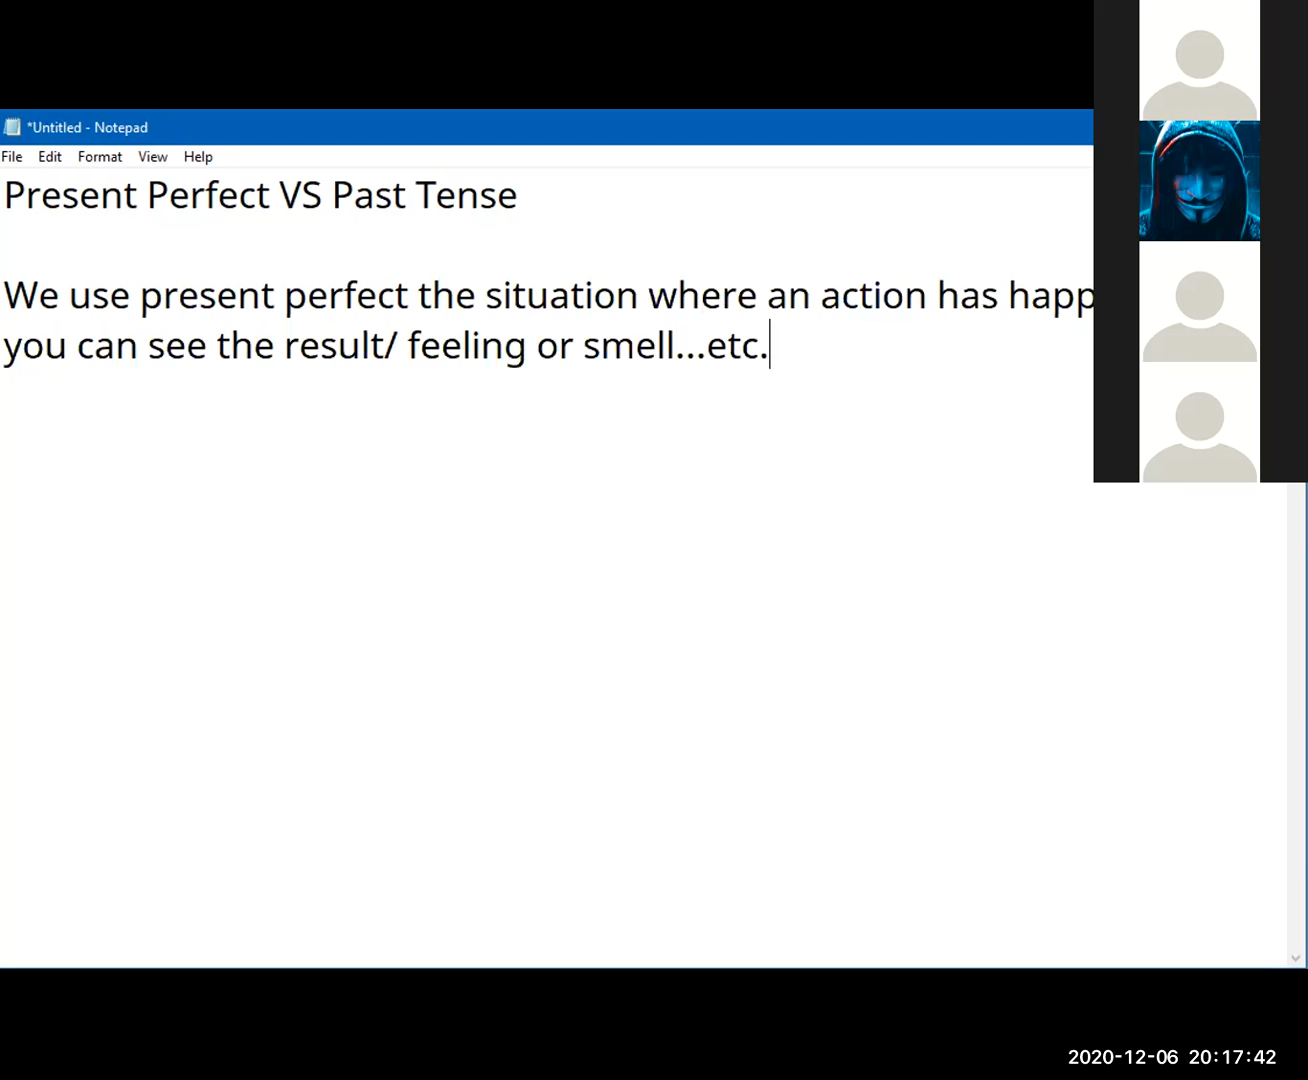 *Untitled - Notepad
File Edit Format View Help
Present Perfect VS Past Tense
We use present perfect the situation where an action has happ
you can see the result/ feeling or smell...etc.
2020-12-06 20:17:42